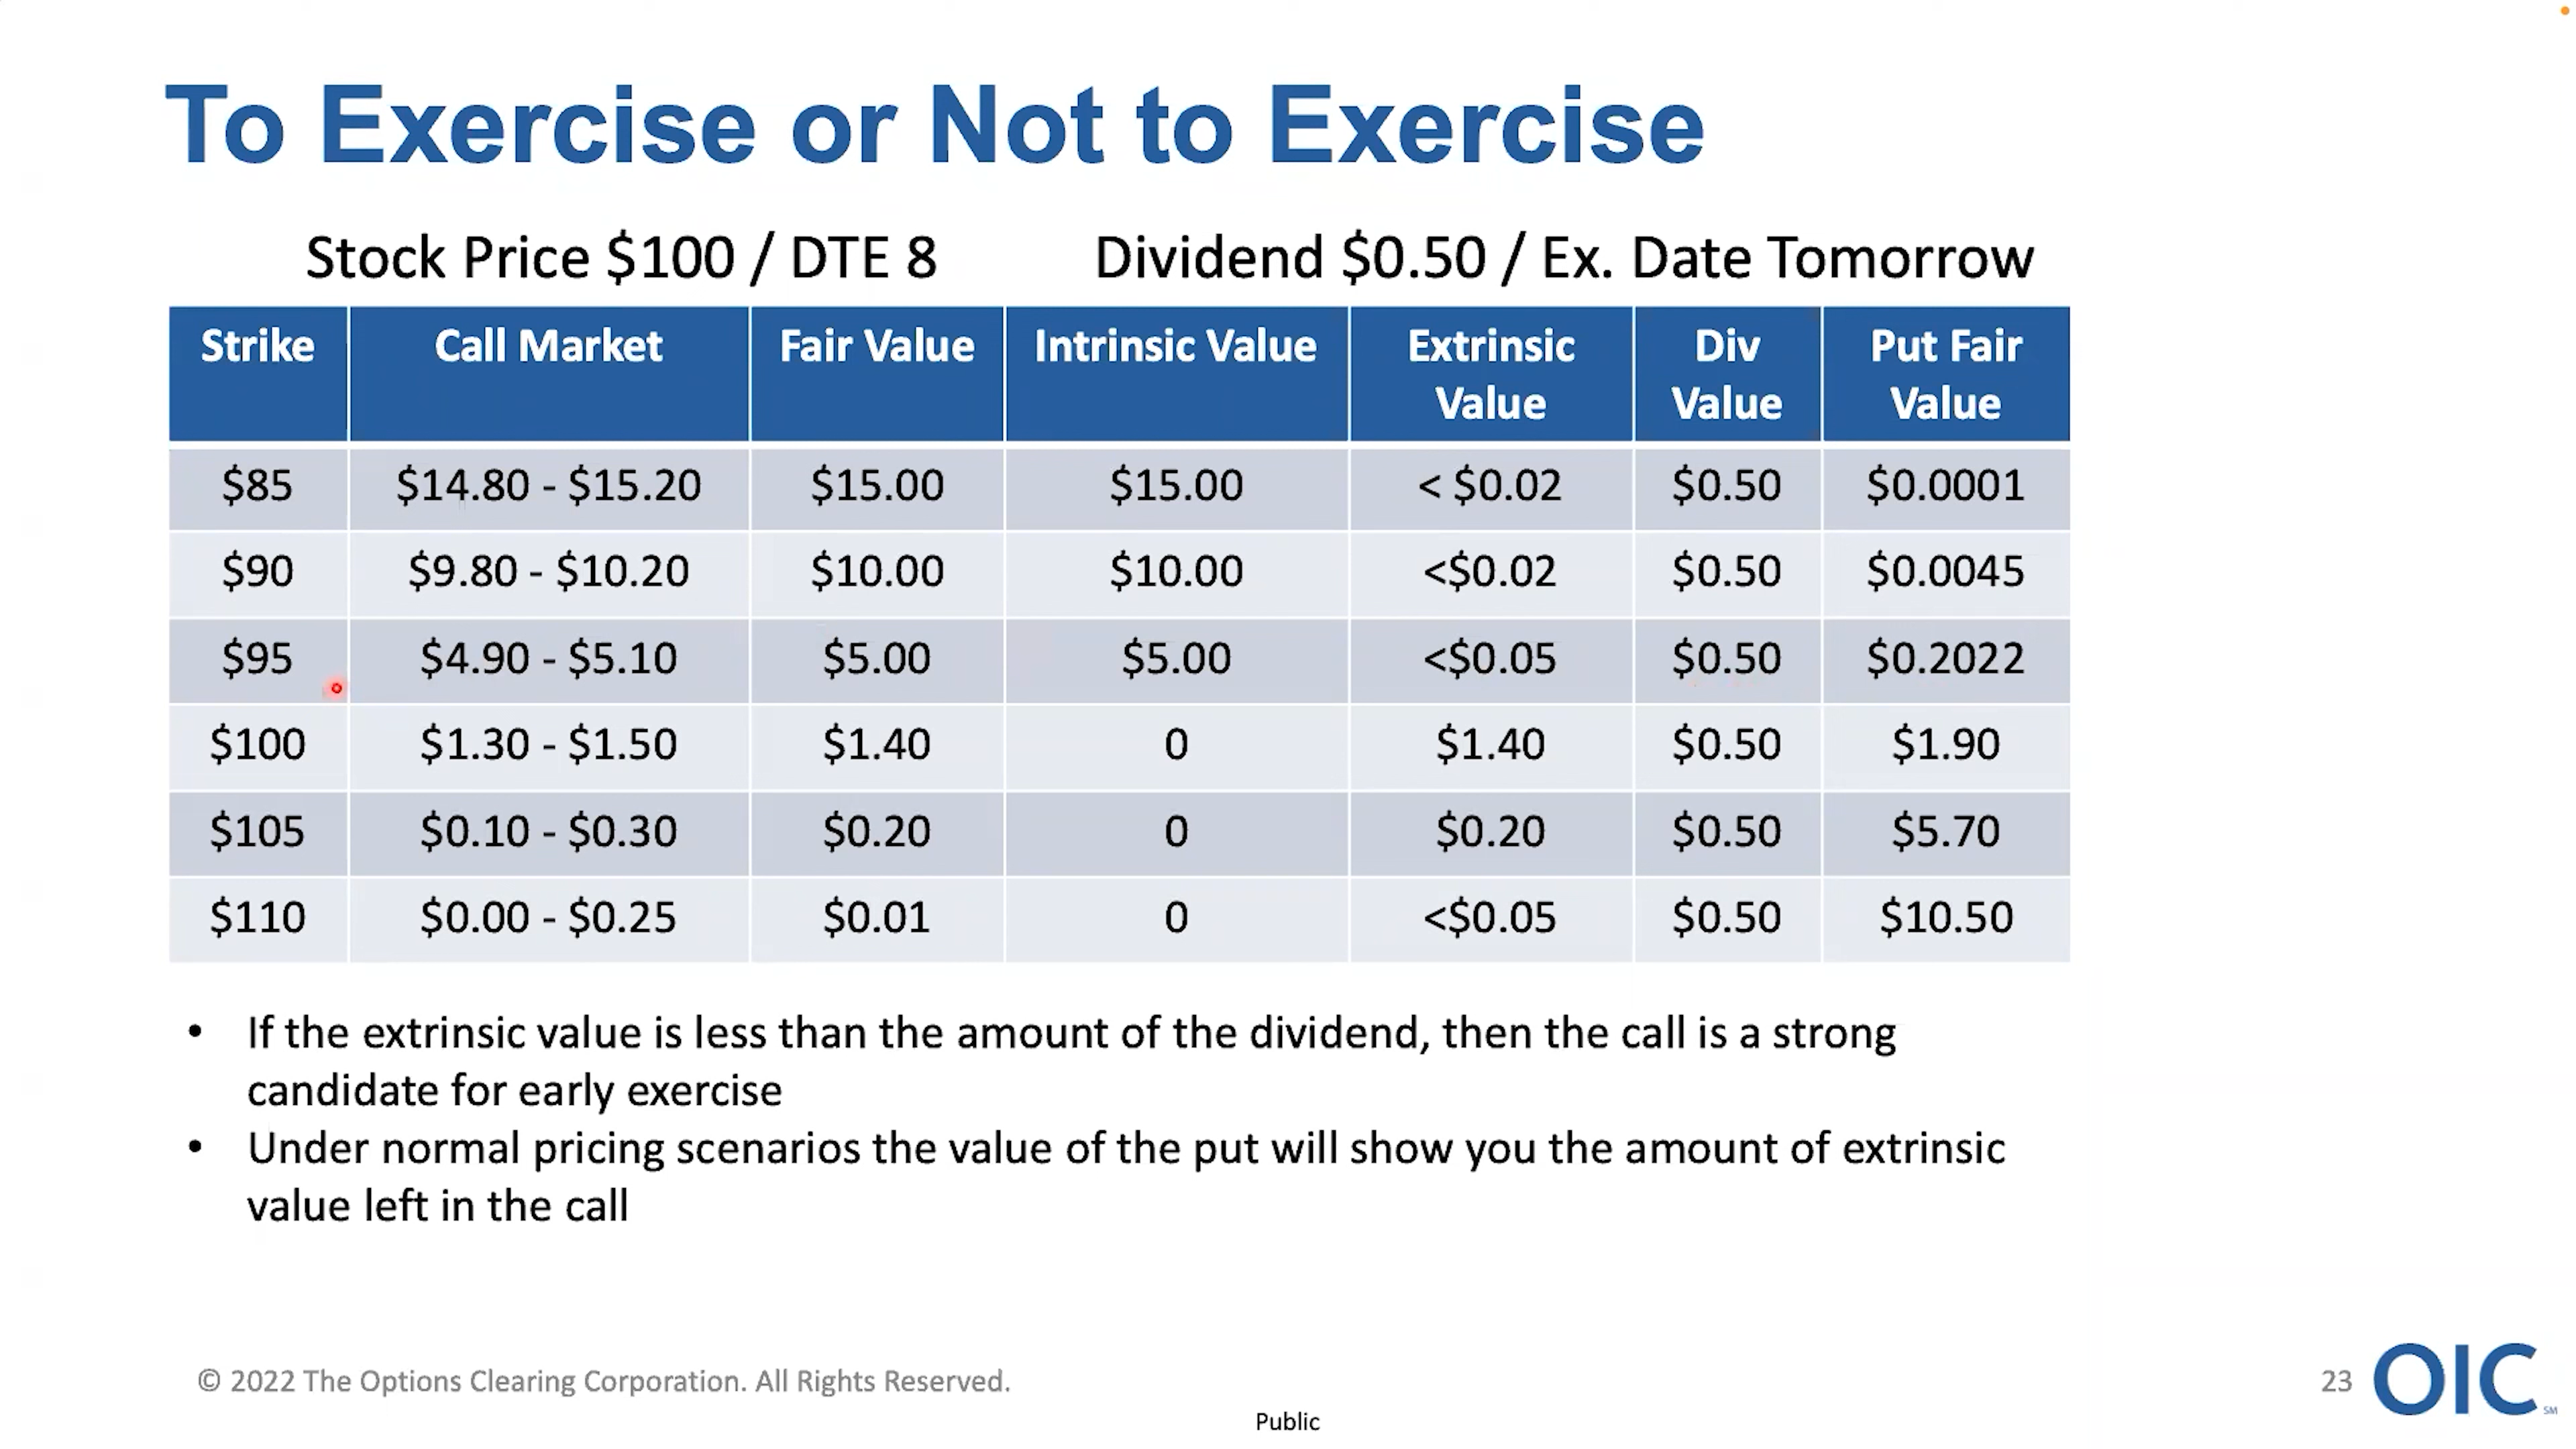 To Exercise or Not to Exercise
Stock Price $100 / DTE 8 Dividend $0.50 / Ex. Date Tomorrow
Strike Call Market Fair Value Intrinsic Value Extrinsic Value Div Value Put Fair Value
$85 $14.80 - $15.20 $15.00 $15.00 < $0.02 $0.50 $0.0001
$90 $9.80 - $10.20 $10.00 $10.00 <$0.02 $0.50 $0.0045
$95 $4.90 - $5.10 $5.00 $5.00 <$0.05 $0.50 $0.2022
$100 $1.30 - $1.50 $1.40 0 $1.40 $0.50 $1.90
$105 $0.10 - $0.30 $0.20 0 $0.20 $0.50 $5.70
$110 $0.00 - $0.25 $0.01 0 <$0.05 $0.50 $10.50
• If the extrinsic value is less than the amount of the dividend, then the call is a strong
candidate for early exercise
• Under normal pricing scenarios the value of the put will show you the amount of extrinsic
value left in the call
© 2022 The Options Clearing Corporation. All Rights Reserved.
23 OIC SM
Public